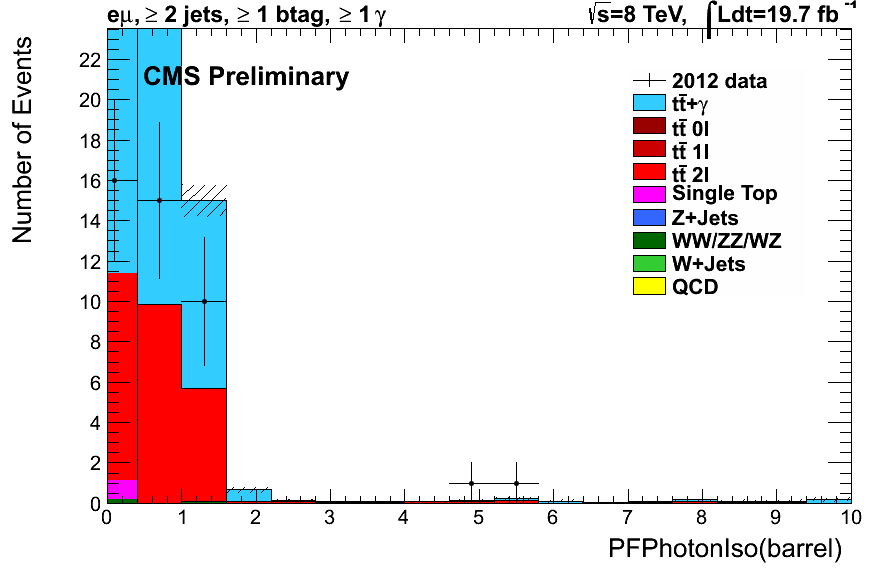 eμ, ≥ 2 jets, ≥ 1 btag, ≥ 1 γ
√s=8 TeV, ∫Ldt=19.7 fb⁻¹
CMS Preliminary
Number of Events
22
20
18
16
14
12
10
8
6
4
2
0
2012 data
tt̄+γ
tt̄ 0l
tt̄ 1l
tt̄ 2l
Single Top
Z+Jets
WW/ZZ/WZ
W+Jets
QCD
0 1 2 3 4 5 6 7 8 9 10
PFPhotonIso(barrel)